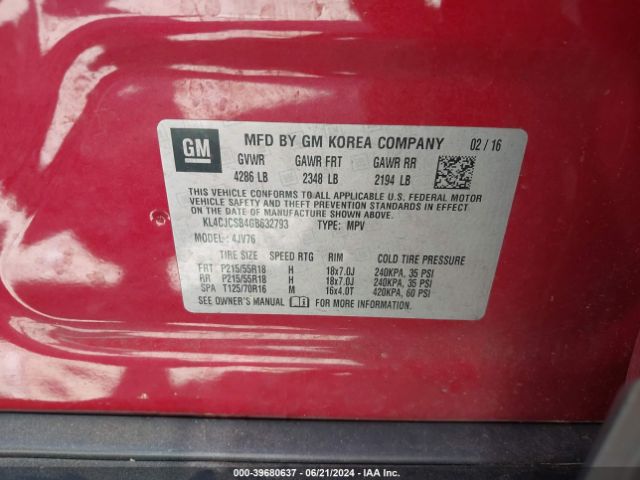 GM
MFD BY GM KOREA COMPANY 02 / 16
GVWR GAWR FRT GAWR RR
4286 LB 2348 LB 2194 LB
THIS VEHICLE CONFORMS TO ALL APPLICABLE U.S. FEDERAL MOTOR
VEHICLE SAFETY AND THEFT PREVENTION STANDARDS IN EFFECT
ON THE DATE OF MANUFACTURE SHOWN ABOVE.
KL4CJCSB4GB632793 TYPE: MPV
MODEL: 4JV76
TIRE SIZE SPEED RTG RIM COLD TIRE PRESSURE
FRT P215/55R18 H 18x7.0J 240KPA, 35 PSI
RR P215/55R18 H 18x7.0J 240KPA, 35 PSI
SPA T125/70R16 M 16x4.0T 420KPA, 60 PSI
SEE OWNER'S MANUAL FOR MORE INFORMATION
000-39680637 - 06/21/2024 - IAA Inc.